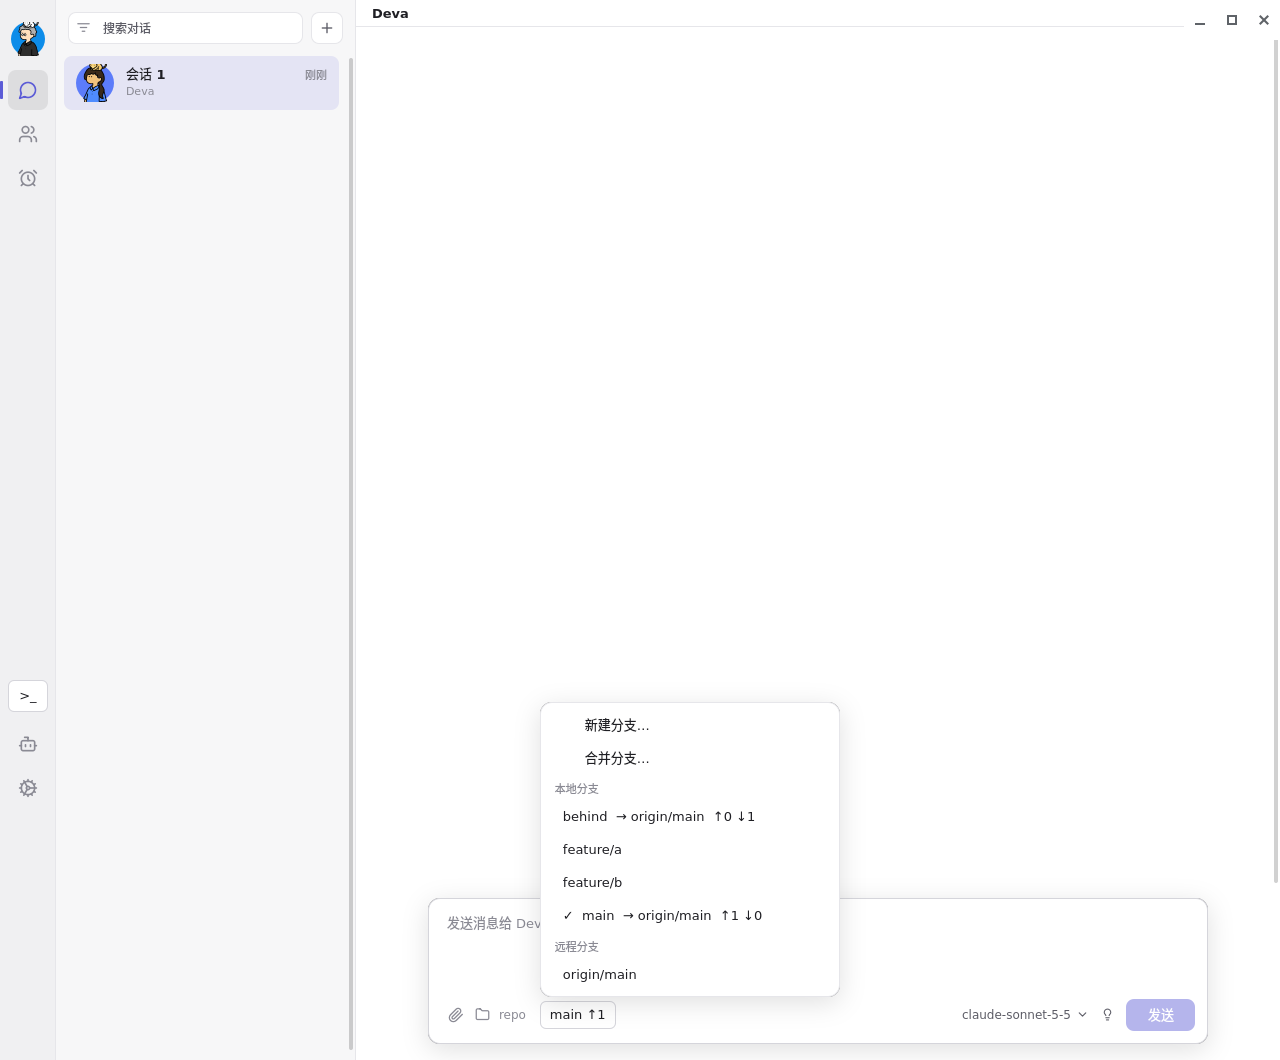 搜索对话
会话 1
刚刚
Deva
Deva
>_
新建分支...
合并分支...
本地分支
behind → origin/main ↑0 ↓1
feature/a
feature/b
✓ main → origin/main ↑1 ↓0
远程分支
origin/main
发送消息给 Dev
repo
main ↑1
claude-sonnet-5-5
发送